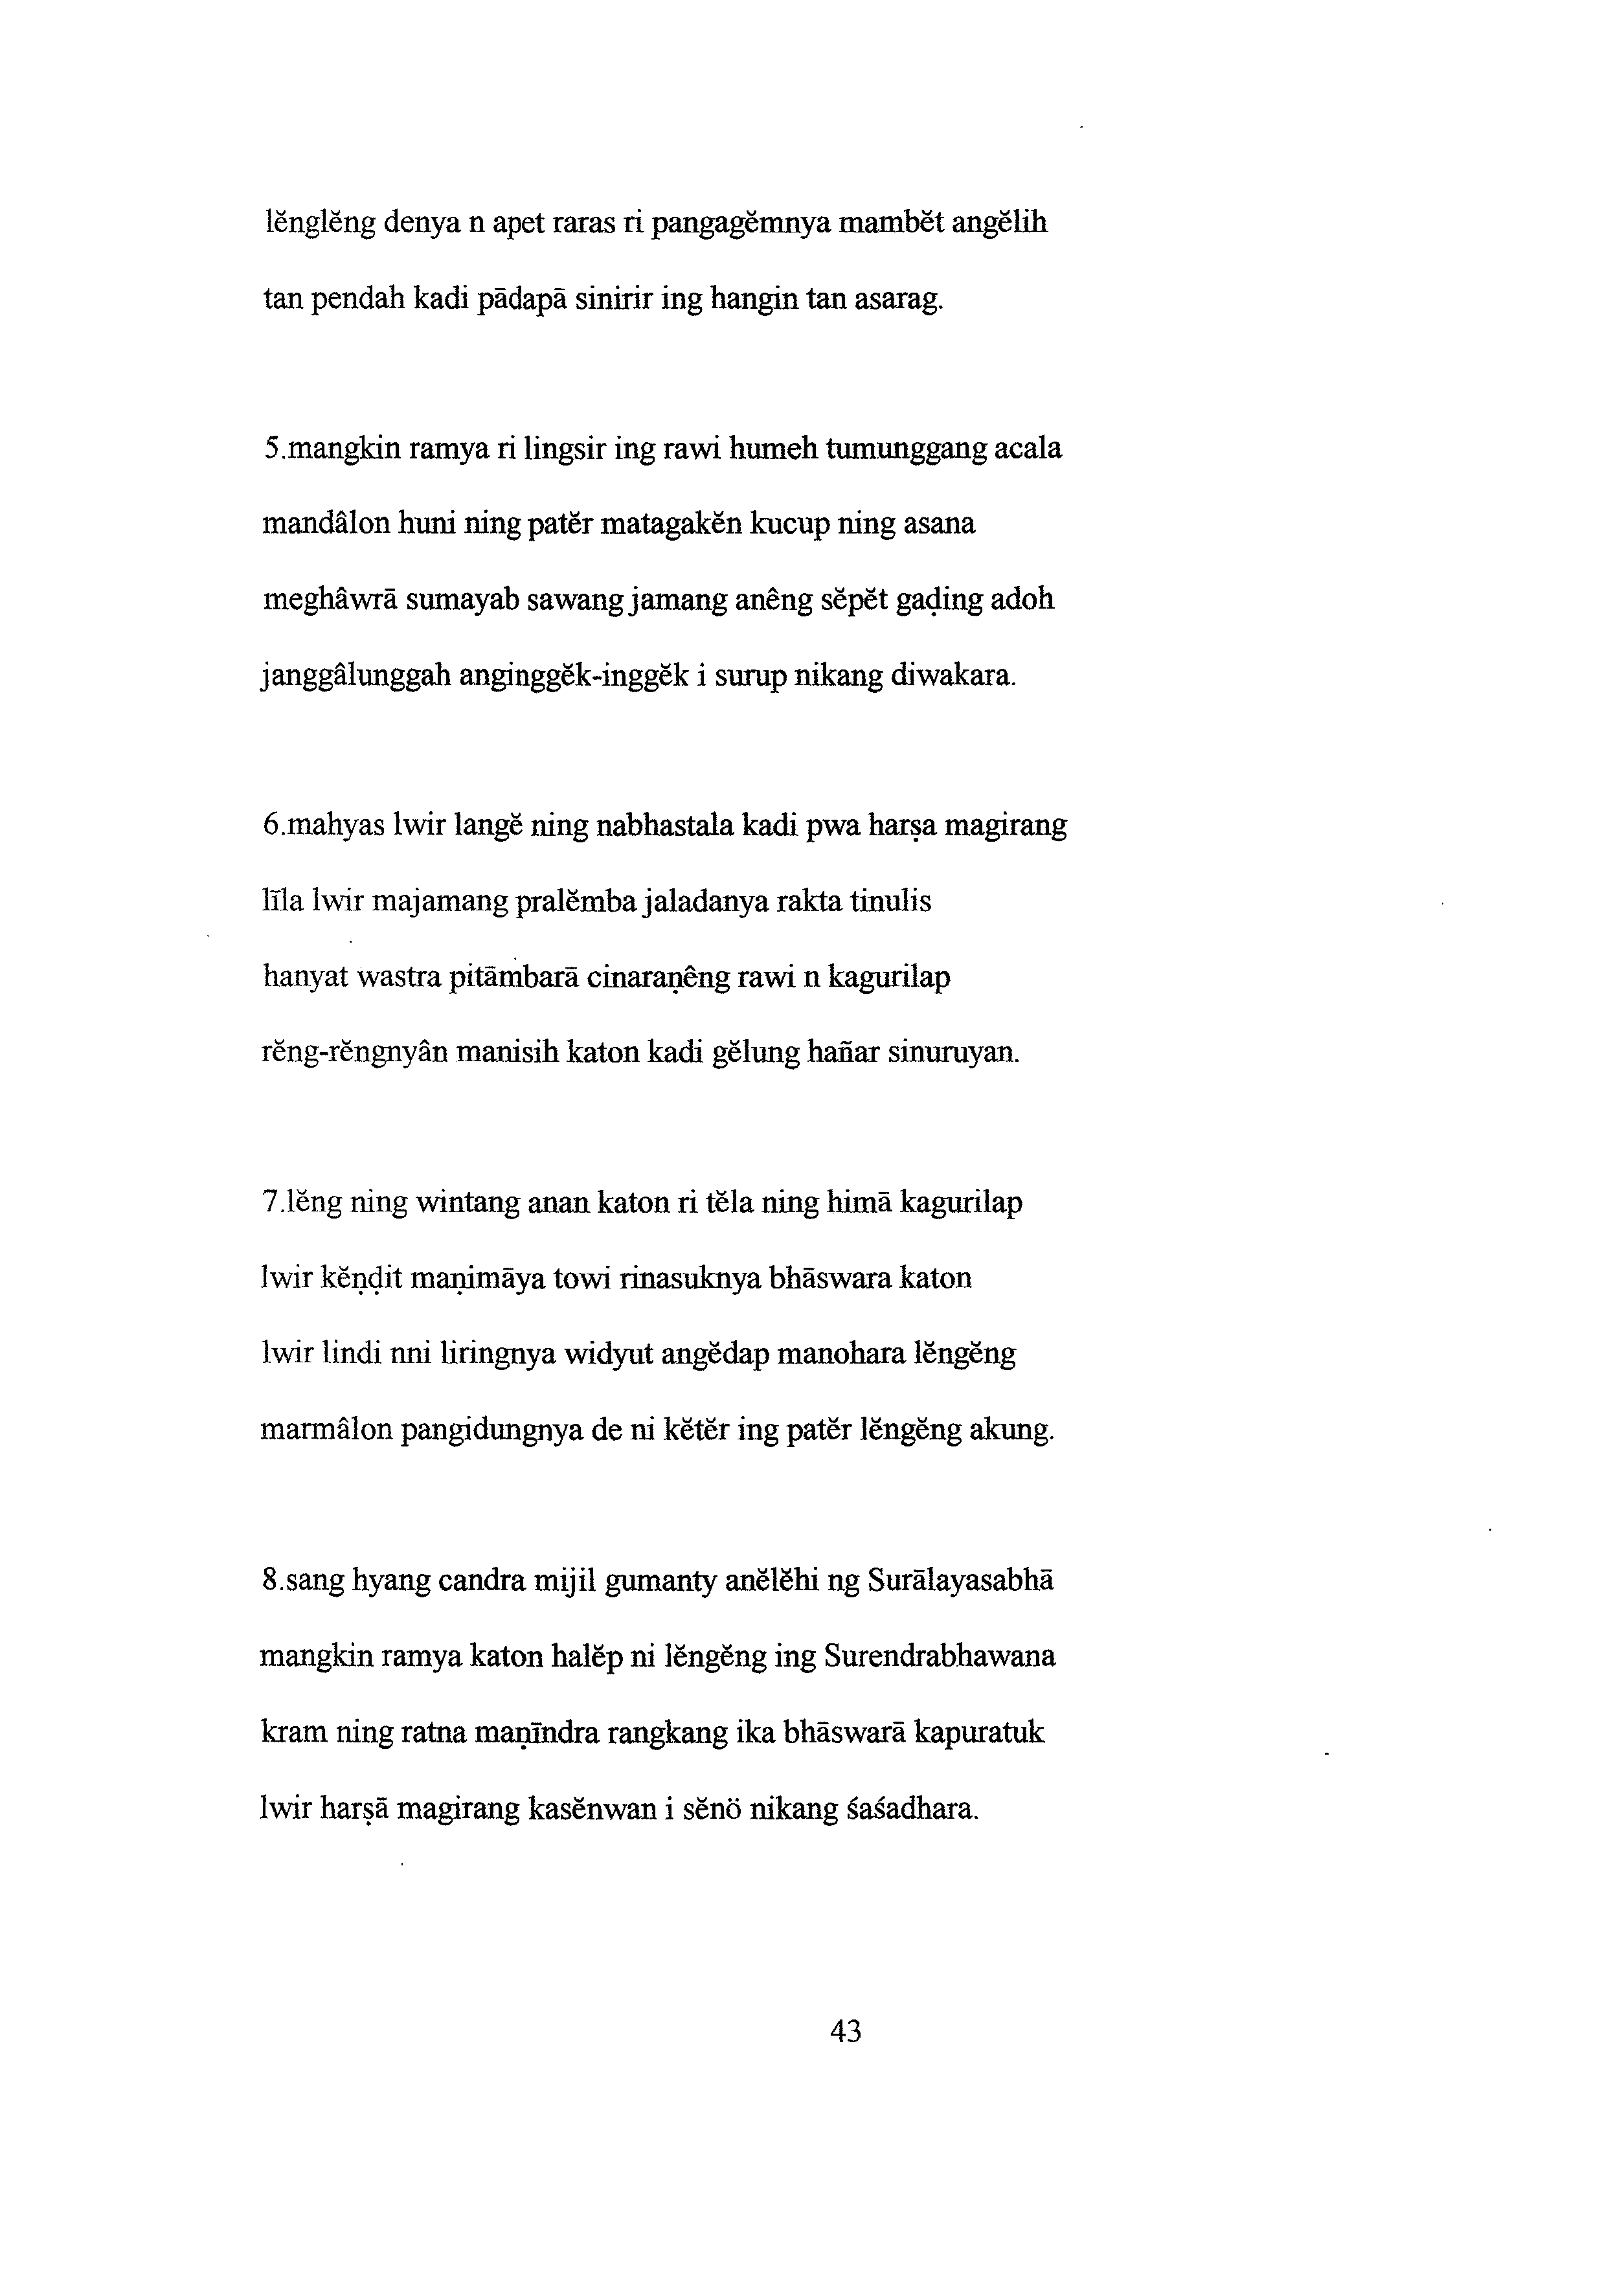 lĕnglĕng denya n apet raras ri pangagĕmnya mambĕt angĕlih
tan pendah kadi pādapā sinirir ing hangin tan asarag.
5.mangkin ramya ri lingsir ing rawi humeh tumunggang acala
mandâlon huni ning patĕr matagakĕn kucup ning asana
meghâwrā sumayab sawang jamang anêng sĕpĕt gaḍing adoh
janggâlunggah anginggĕk-inggĕk i surup nikang diwakara.
6.mahyas lwir langĕ ning nabhastala kadi pwa harṣa magirang
līla lwir majamang pralĕmba jaladanya rakta tinulis
hanyat wastra pitāmbarā cinaraṇêng rawi n kagurilap
rĕng-rĕngnyân manisih katon kadi gĕlung hañar sinuruyan.
7.lĕng ning wintang anan katon ri tĕla ning himā kagurilap
lwir kĕṇḍit maṇimāya towi rinasuknya bhāswara katon
lwir lindi nni liringnya widyut angĕdap manohara lĕngĕng
marmâlon pangidungnya de ni kĕtĕr ing patĕr lĕngĕng akung.
8.sang hyang candra mijil gumanty anĕlĕhi ng Surālayasabhā
mangkin ramya katon halĕp ni lĕngĕng ing Surendrabhawana
kram ning ratna maṇīndra rangkang ika bhāswarā kapuratuk
lwir harṣā magirang kasĕnwan i sĕnö nikang śaśadhara.
43